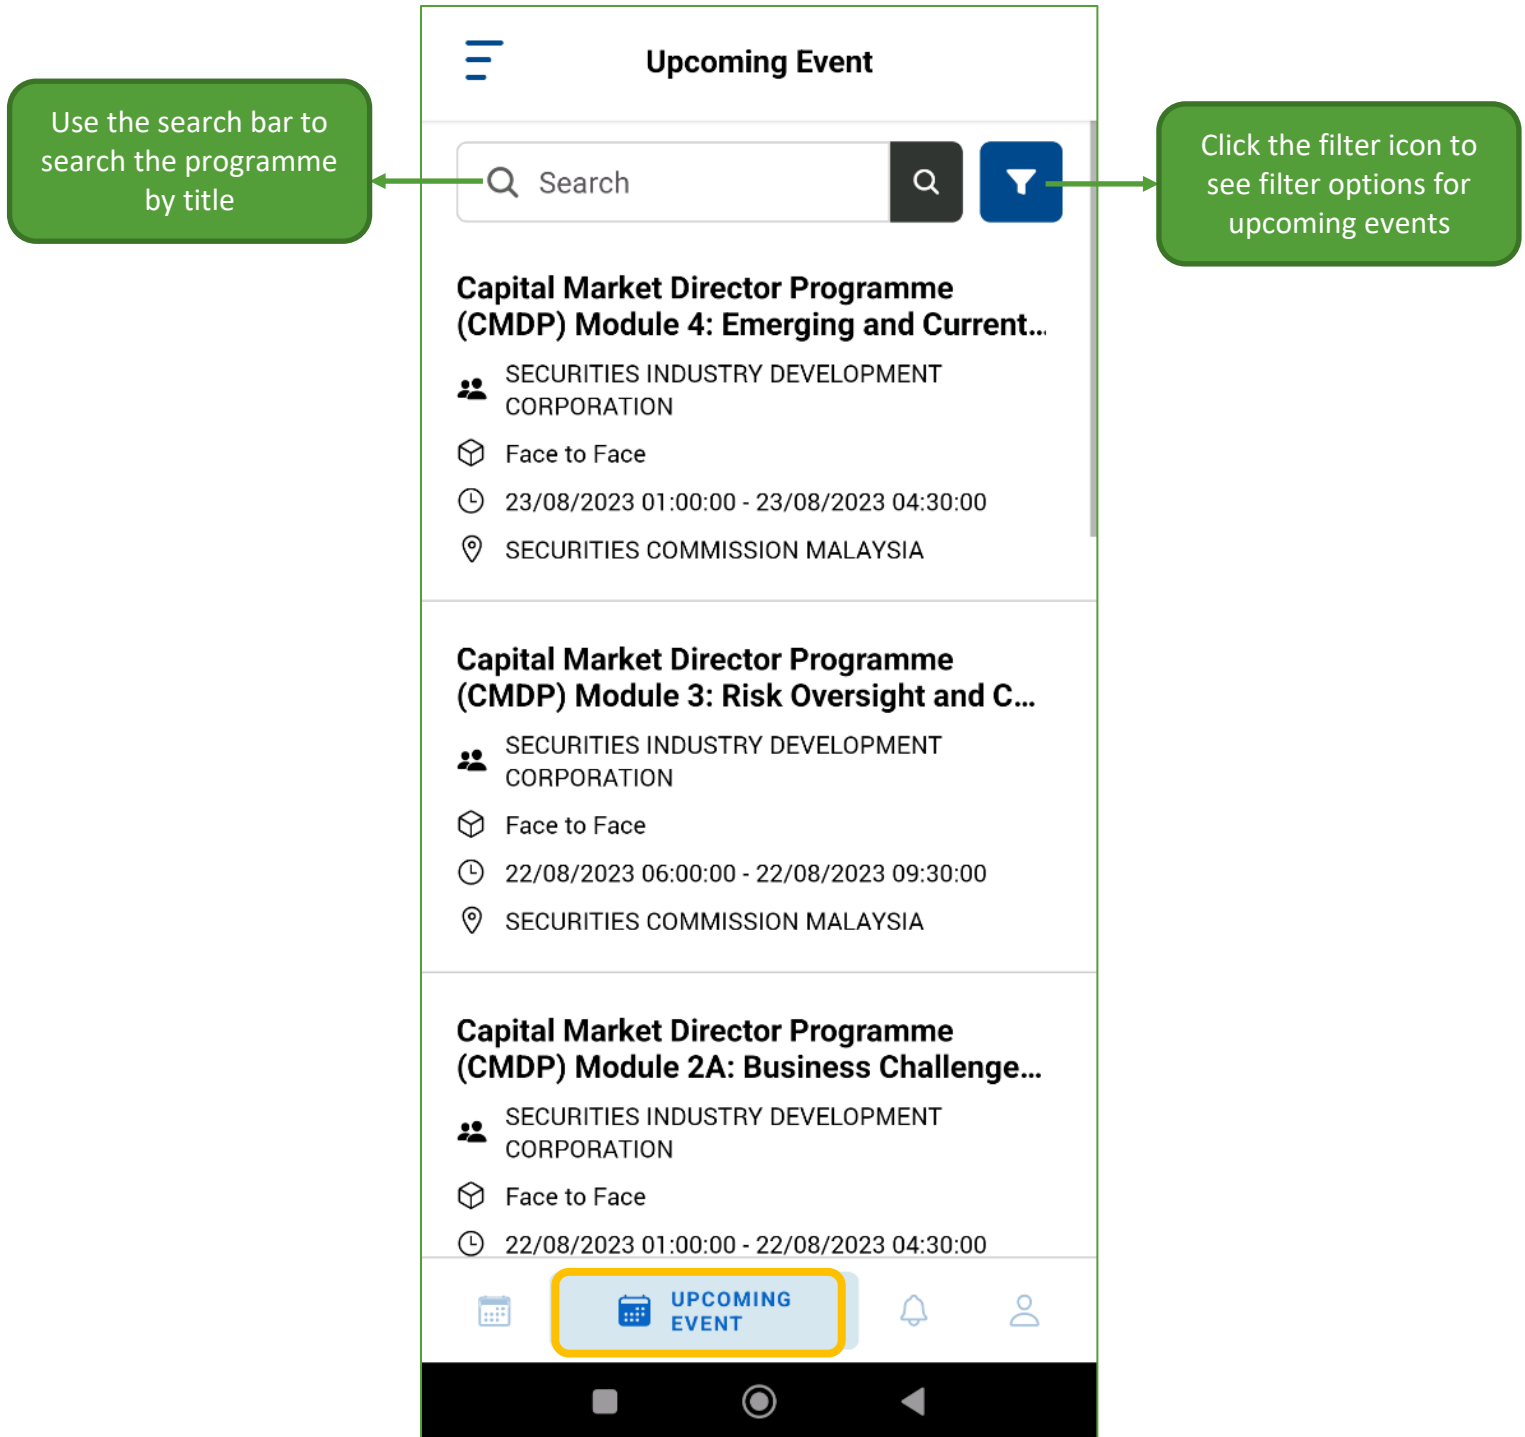 Upcoming Event
Use the search bar to
search the programme
by title
Search
Click the filter icon to
see filter options for
upcoming events
Capital Market Director Programme
(CMDP) Module 4: Emerging and Current...
SECURITIES INDUSTRY DEVELOPMENT
CORPORATION
Face to Face
23/08/2023 01:00:00 - 23/08/2023 04:30:00
SECURITIES COMMISSION MALAYSIA
Capital Market Director Programme
(CMDP) Module 3: Risk Oversight and C...
SECURITIES INDUSTRY DEVELOPMENT
CORPORATION
Face to Face
22/08/2023 06:00:00 - 22/08/2023 09:30:00
SECURITIES COMMISSION MALAYSIA
Capital Market Director Programme
(CMDP) Module 2A: Business Challenge...
SECURITIES INDUSTRY DEVELOPMENT
CORPORATION
Face to Face
22/08/2023 01:00:00 - 22/08/2023 04:30:00
UPCOMING
EVENT